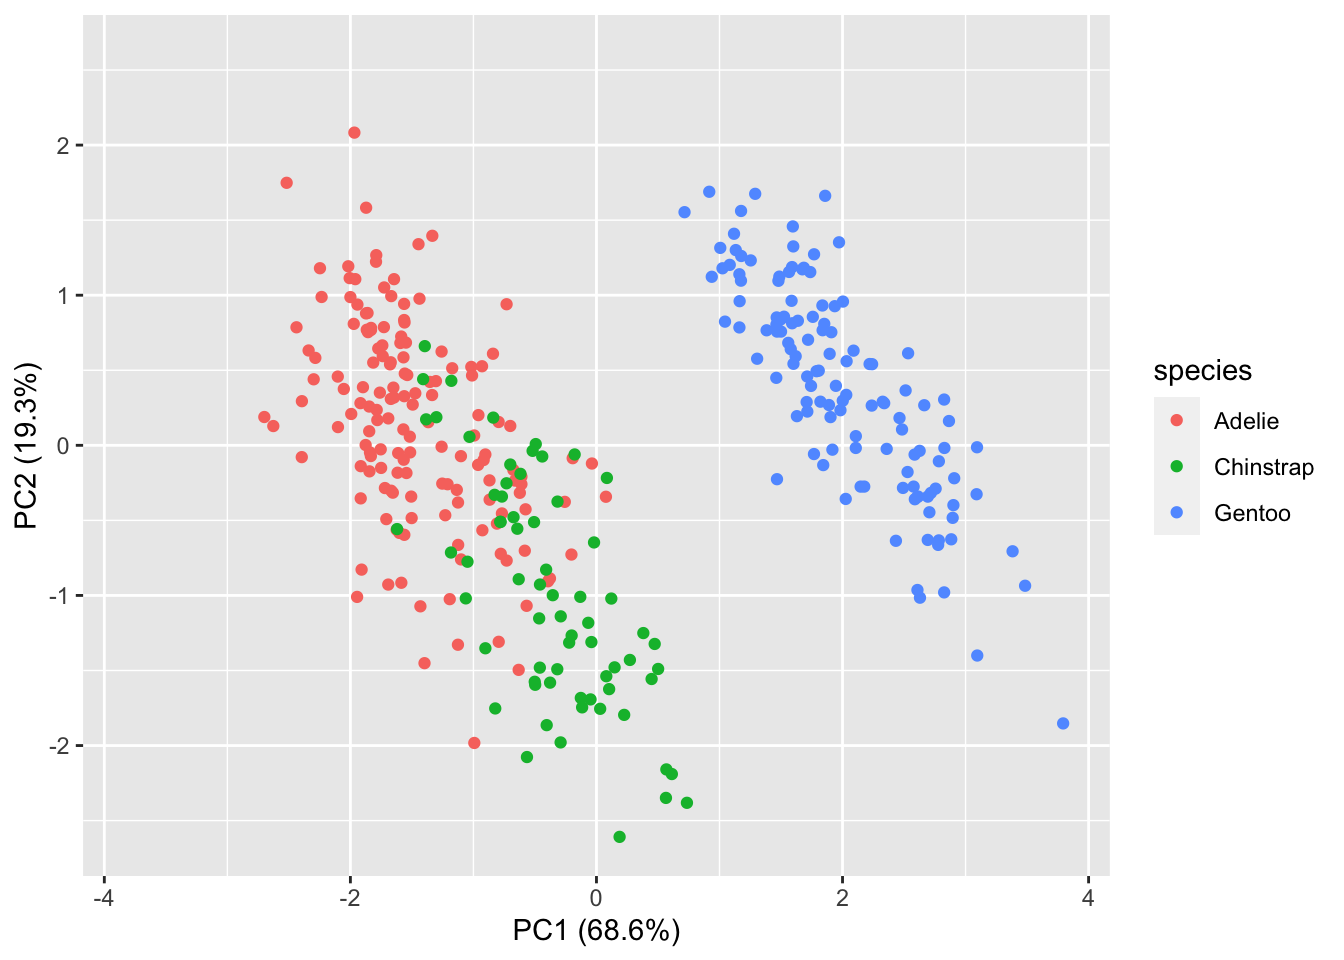 2
1
0
-1
-2
PC2 (19.3%)
-4
-2
0
2
4
PC1 (68.6%)
species
Adelie
Chinstrap
Gentoo